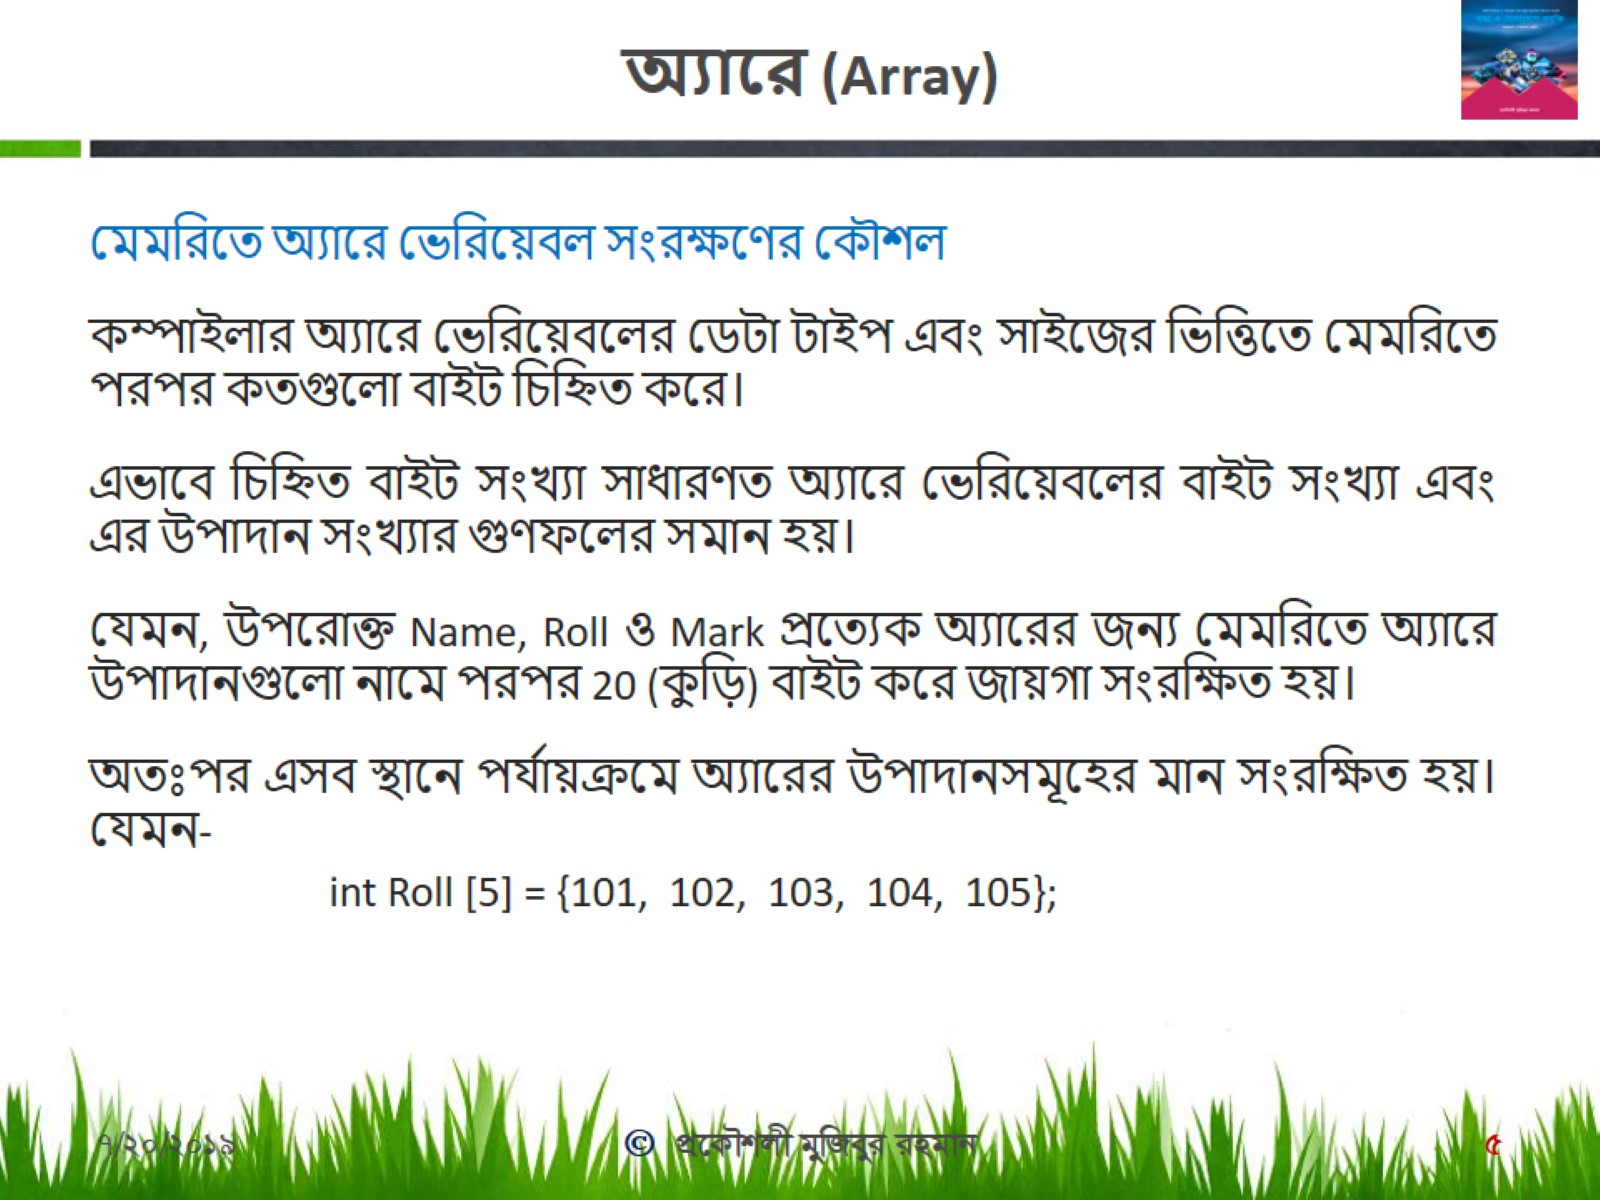 অ্যারে (Array)
মেমরিতে অ্যারে ভেরিয়েবল সংরক্ষণের কৌশল
কম্পাইলার অ্যারে ভেরিয়েবলের ডেটা টাইপ এবং সাইজের ভিত্তিতে মেমরিতে
পরপর কতগুলো বাইট চিহ্নিত করে।
এভাবে চিহ্নিত বাইট সংখ্যা সাধারণত অ্যারে ভেরিয়েবলের বাইট সংখ্যা এবং
এর উপাদান সংখ্যার গুণফলের সমান হয়।
যেমন, উপরোক্ত Name, Roll ও Mark প্রত্যেক অ্যারের জন্য মেমরিতে অ্যারে
উপাদানগুলো নামে পরপর 20 (কুড়ি) বাইট করে জায়গা সংরক্ষিত হয়।
অতঃপর এসব স্থানে পর্যায়ক্রমে অ্যারের উপাদানসমূহের মান সংরক্ষিত হয়।
যেমন-
int Roll [5] = {101, 102, 103, 104, 105};
৭/২০/২০১৯
© প্রকৌশলী মুজিবুর রহমান
৫